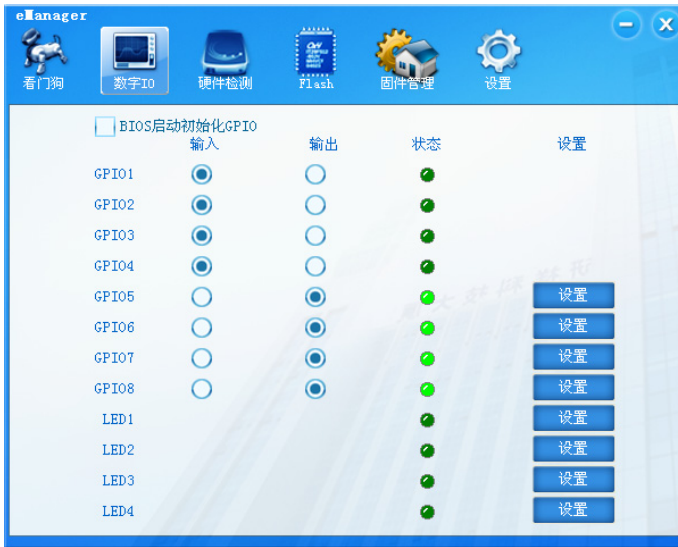 eManager
看门狗 数字IO 硬件检测 Flash 固件管理 设置
BIOS启动初始化GPIO
输入 输出 状态 设置
GPIO1
GPIO2
GPIO3
GPIO4
GPIO5 设置
GPIO6 设置
GPIO7 设置
GPIO8 设置
LED1 设置
LED2 设置
LED3 设置
LED4 设置